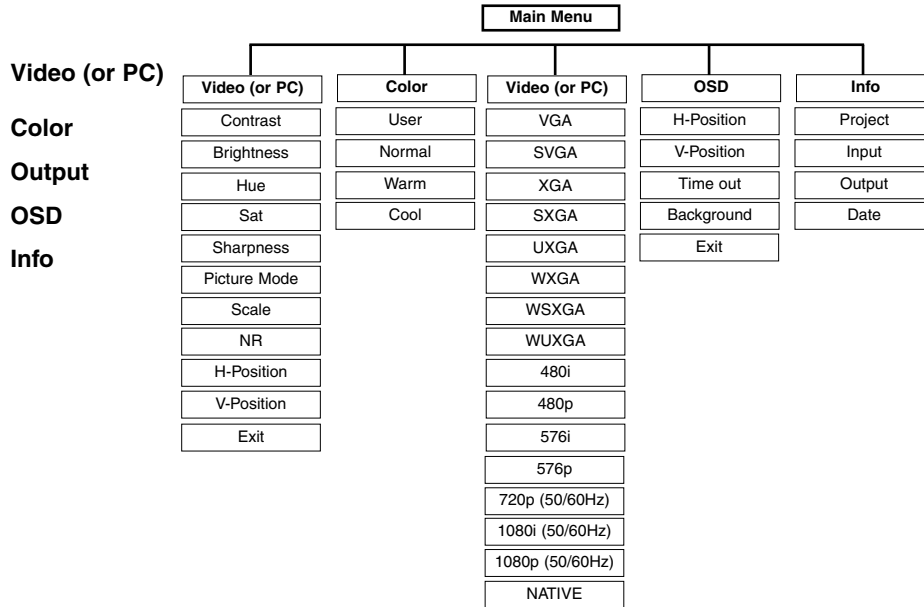 Main Menu
Video (or PC)
Color
Output
OSD
Info
Video (or PC)
Contrast
Brightness
Hue
Sat
Sharpness
Picture Mode
Scale
NR
H-Position
V-Position
Exit
Color
User
Normal
Warm
Cool
Video (or PC)
VGA
SVGA
XGA
SXGA
UXGA
WXGA
WSXGA
WUXGA
480i
480p
576i
576p
720p (50/60Hz)
1080i (50/60Hz)
1080p (50/60Hz)
NATIVE
OSD
H-Position
V-Position
Time out
Background
Exit
Info
Project
Input
Output
Date